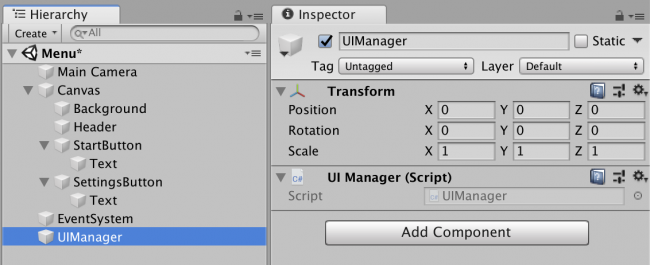 Hierarchy
Create
All
Menu*
Main Camera
Canvas
Background
Header
StartButton
Text
SettingsButton
Text
EventSystem
UIManager
Inspector
UIManager
Static
Tag Untagged Layer Default
Transform
Position X 0 Y 0 Z 0
Rotation X 0 Y 0 Z 0
Scale X 1 Y 1 Z 1
C# UI Manager (Script)
Script C# UIManager
Add Component